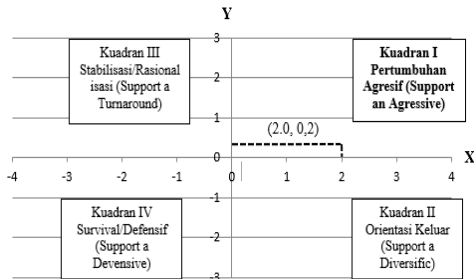 Y
3
Kuadran III
Stabilisasi/Rasional
isasi (Support a
Turnaround)
Kuadran I
Pertumbuhan
Agresif (Support
an Agressive)
2
1
(2.0, 0,2)
0
X
-4 -3 -2 -1 0 1 2 3 4
-1
Kuadran IV
Survival/Defensif
(Support a
Devensive)
Kuadran II
Orientasi Keluar
(Support a
Diversific)
-2
-3